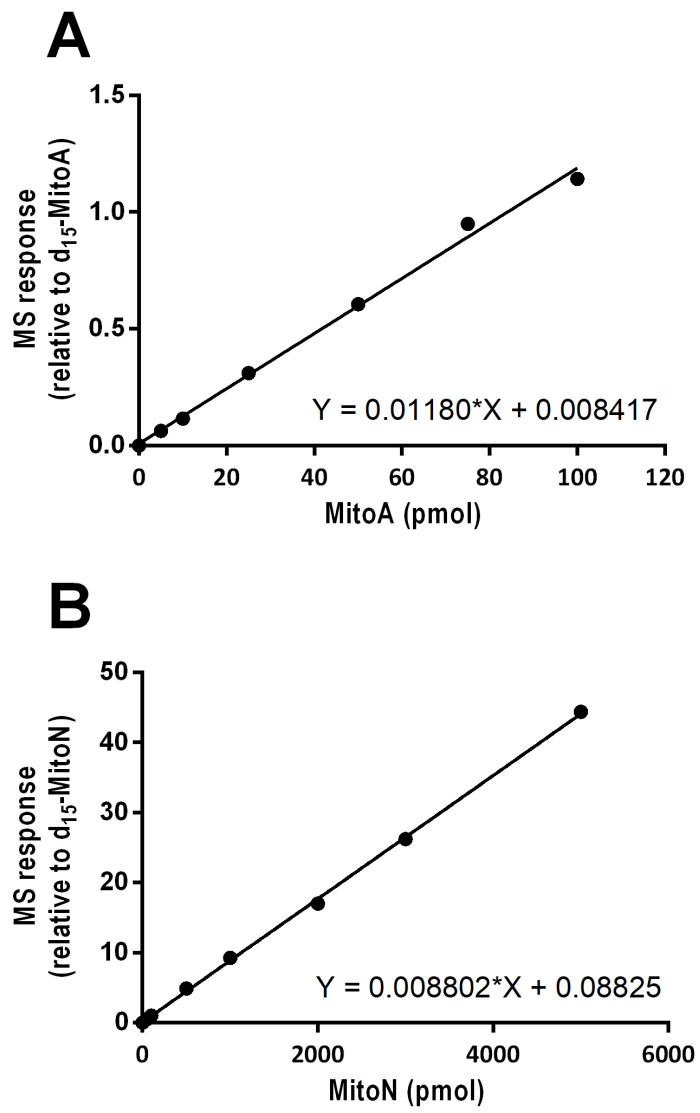 A
1.5
1.0
0.5
0.0
MS response
(relative to d15-MitoA)
Y = 0.01180*X + 0.008417
0 20 40 60 80 100 120
MitoA (pmol)
B
50
40
30
20
10
0
MS response
(relative to d15-MitoN)
Y = 0.008802*X + 0.08825
0 2000 4000 6000
MitoN (pmol)